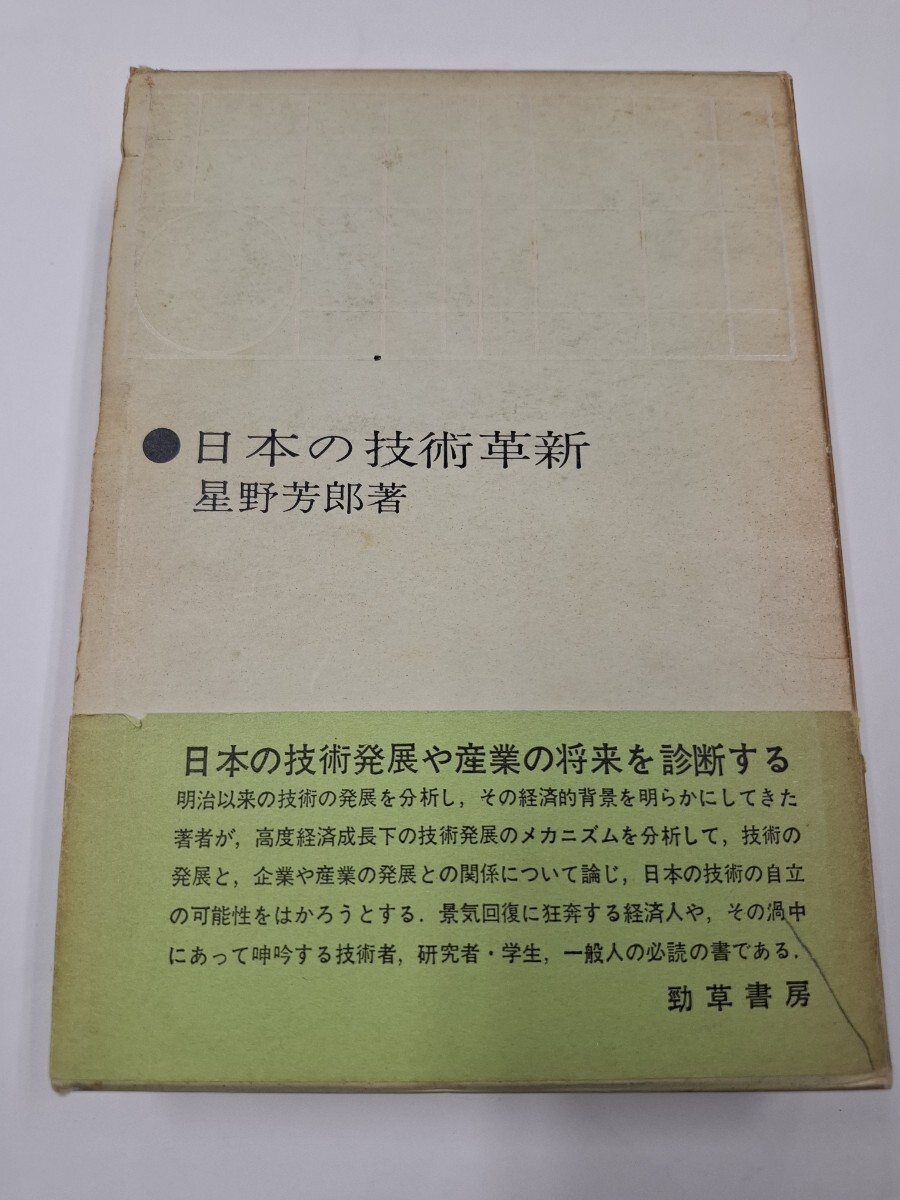 ●日本の技術革新
星野芳郎著
日本の技術発展や産業の将来を診断する
明治以来の技術の発展を分析し，その経済的背景を明らかにしてきた
著者が，高度経済成長下の技術発展のメカニズムを分析して，技術の
発展と，企業や産業の発展との関係について論じ，日本の技術の自立
の可能性をはかろうとする．景気回復に狂奔する経済人や，その渦中
にあって呻吟する技術者，研究者・学生，一般人の必読の書である．
勁草書房